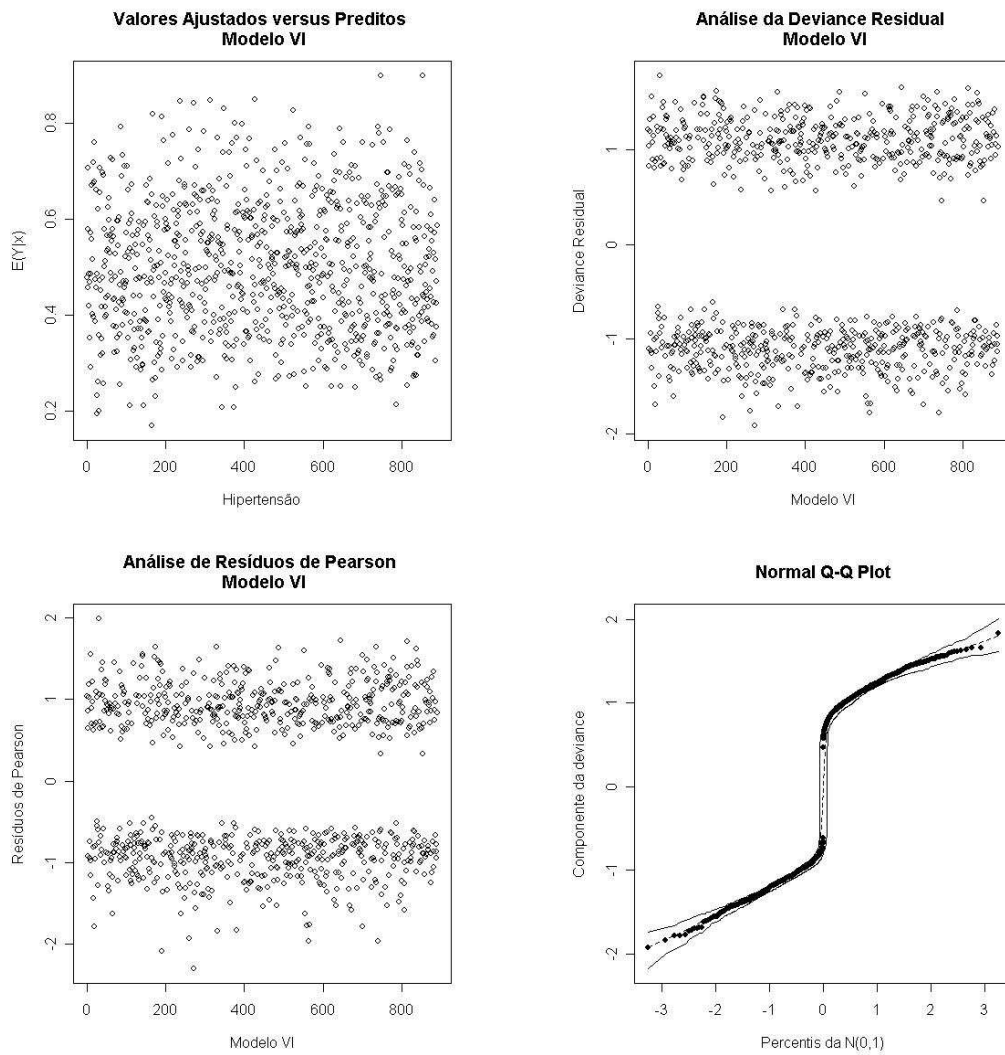 Valores Ajustados versus Preditos
Modelo VI
E(Y|x)
0.8
0.6
0.4
0.2
0 200 400 600 800
Hipertensão
Análise da Deviance Residual
Modelo VI
Deviance Residual
1
0
-1
-2
0 200 400 600 800
Modelo VI
Análise de Resíduos de Pearson
Modelo VI
Resíduos de Pearson
2
1
0
-1
-2
0 200 400 600 800
Modelo VI
Normal Q-Q Plot
Componente da deviance
2
1
0
-1
-2
-3 -2 -1 0 1 2 3
Percentis da N(0,1)